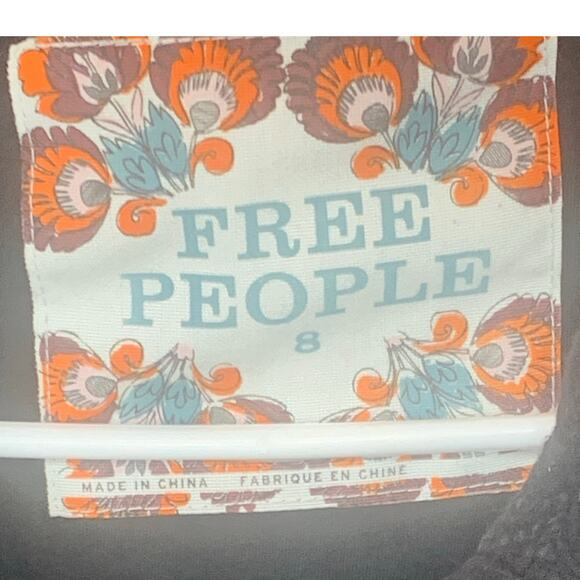 FREE
PEOPLE
8
MADE IN CHINA FABRIQUE EN CHINE